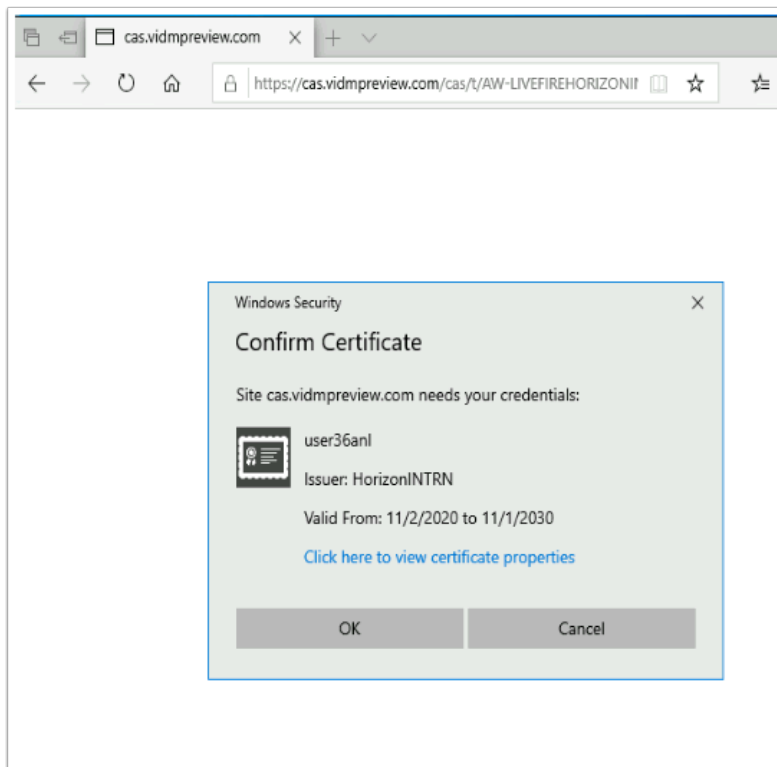 cas.vidmpreview.com
https://cas.vidmpreview.com/cas/t/AW-LIVEFIREHORIZONI
Windows Security
Confirm Certificate
Site cas.vidmpreview.com needs your credentials:
user36anl
Issuer: HorizonINTRN
Valid From: 11/2/2020 to 11/1/2030
Click here to view certificate properties
OK
Cancel